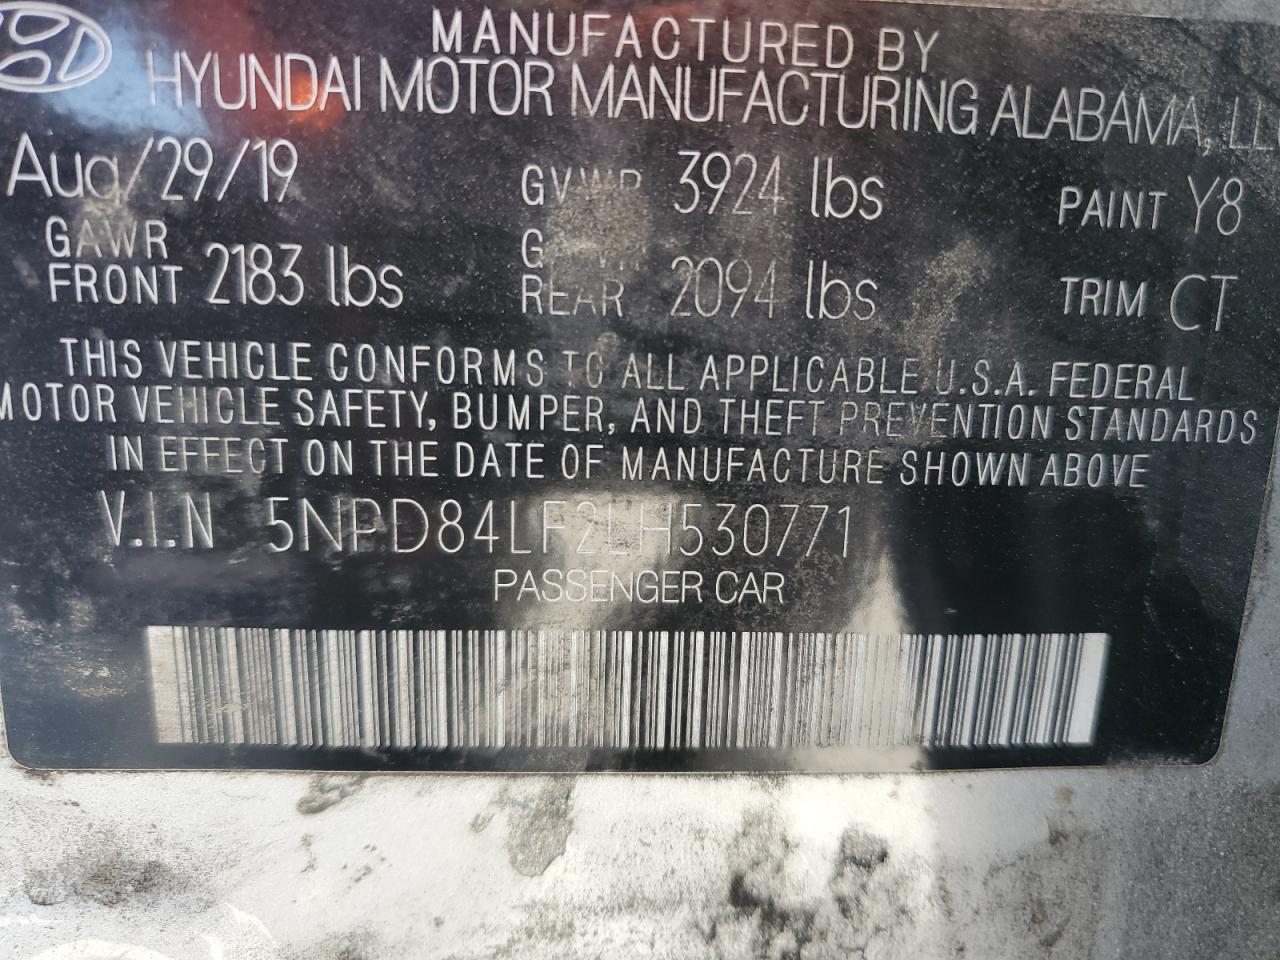 MANUFACTURED BY
HYUNDAI MOTOR MANUFACTURING ALABAMA, LL
Aug/29/19 GVWR 3924 lbs PAINT Y8
GAWR FRONT 2183 lbs REAR 2094 lbs TRIM CT
THIS VEHICLE CONFORMS TO ALL APPLICABLE U.S.A. FEDERAL
MOTOR VEHICLE SAFETY, BUMPER, AND THEFT PREVENTION STANDARDS
IN EFFECT ON THE DATE OF MANUFACTURE SHOWN ABOVE
V.I.N 5NPD84LF2LH530771
PASSENGER CAR